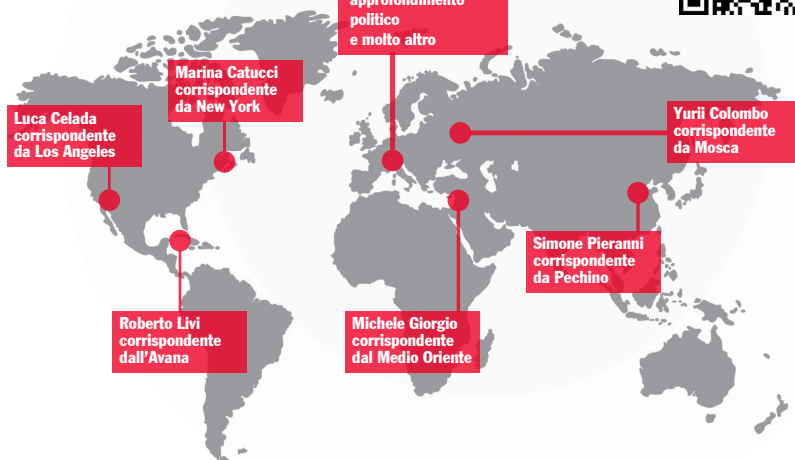 approfondimento
politico
e molto altro
Marina Catucci
corrispondente
da New York
Luca Celada
corrispondente
da Los Angeles
Yurii Colombo
corrispondente
da Mosca
Simone Pieranni
corrispondente
da Pechino
Roberto Livi
corrispondente
dall'Avana
Michele Giorgio
corrispondente
dal Medio Oriente